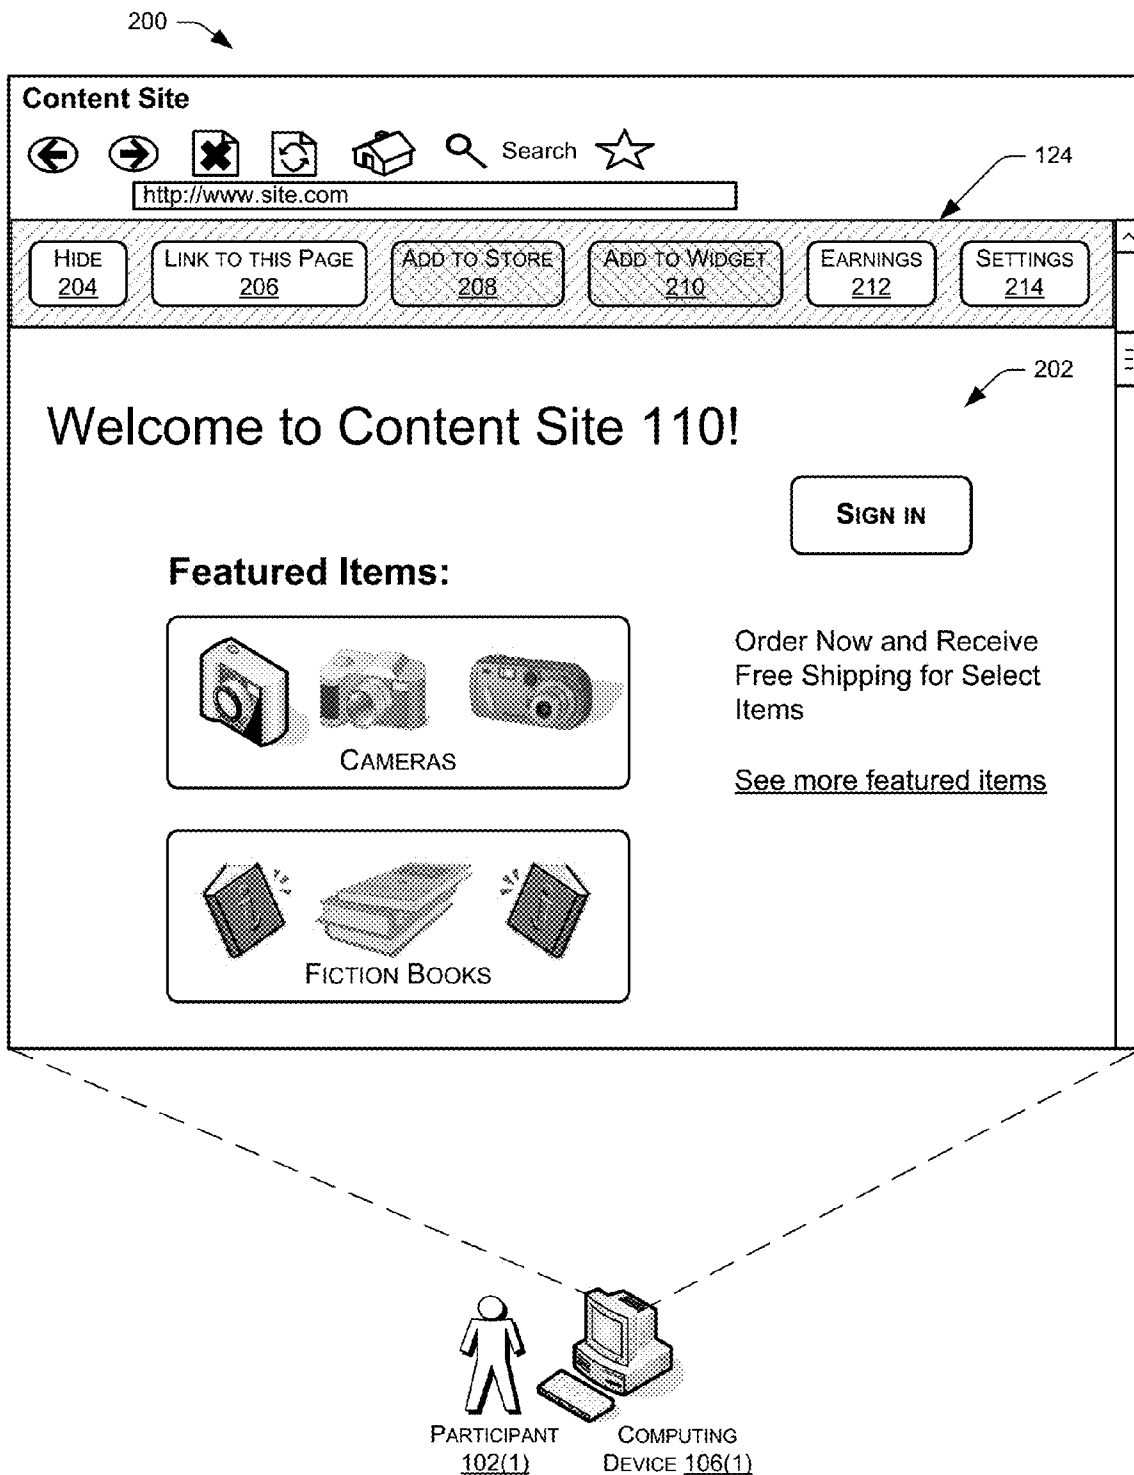 200
Content Site
Search
http://www.site.com
124
HIDE
204
LINK TO THIS PAGE
206
ADD TO STORE
208
ADD TO WIDGET
210
EARNINGS
212
SETTINGS
214
202
Welcome to Content Site 110!
SIGN IN
Featured Items:
CAMERAS
Order Now and Receive
Free Shipping for Select
Items
See more featured items
FICTION BOOKS
PARTICIPANT
102(1)
COMPUTING
DEVICE 106(1)